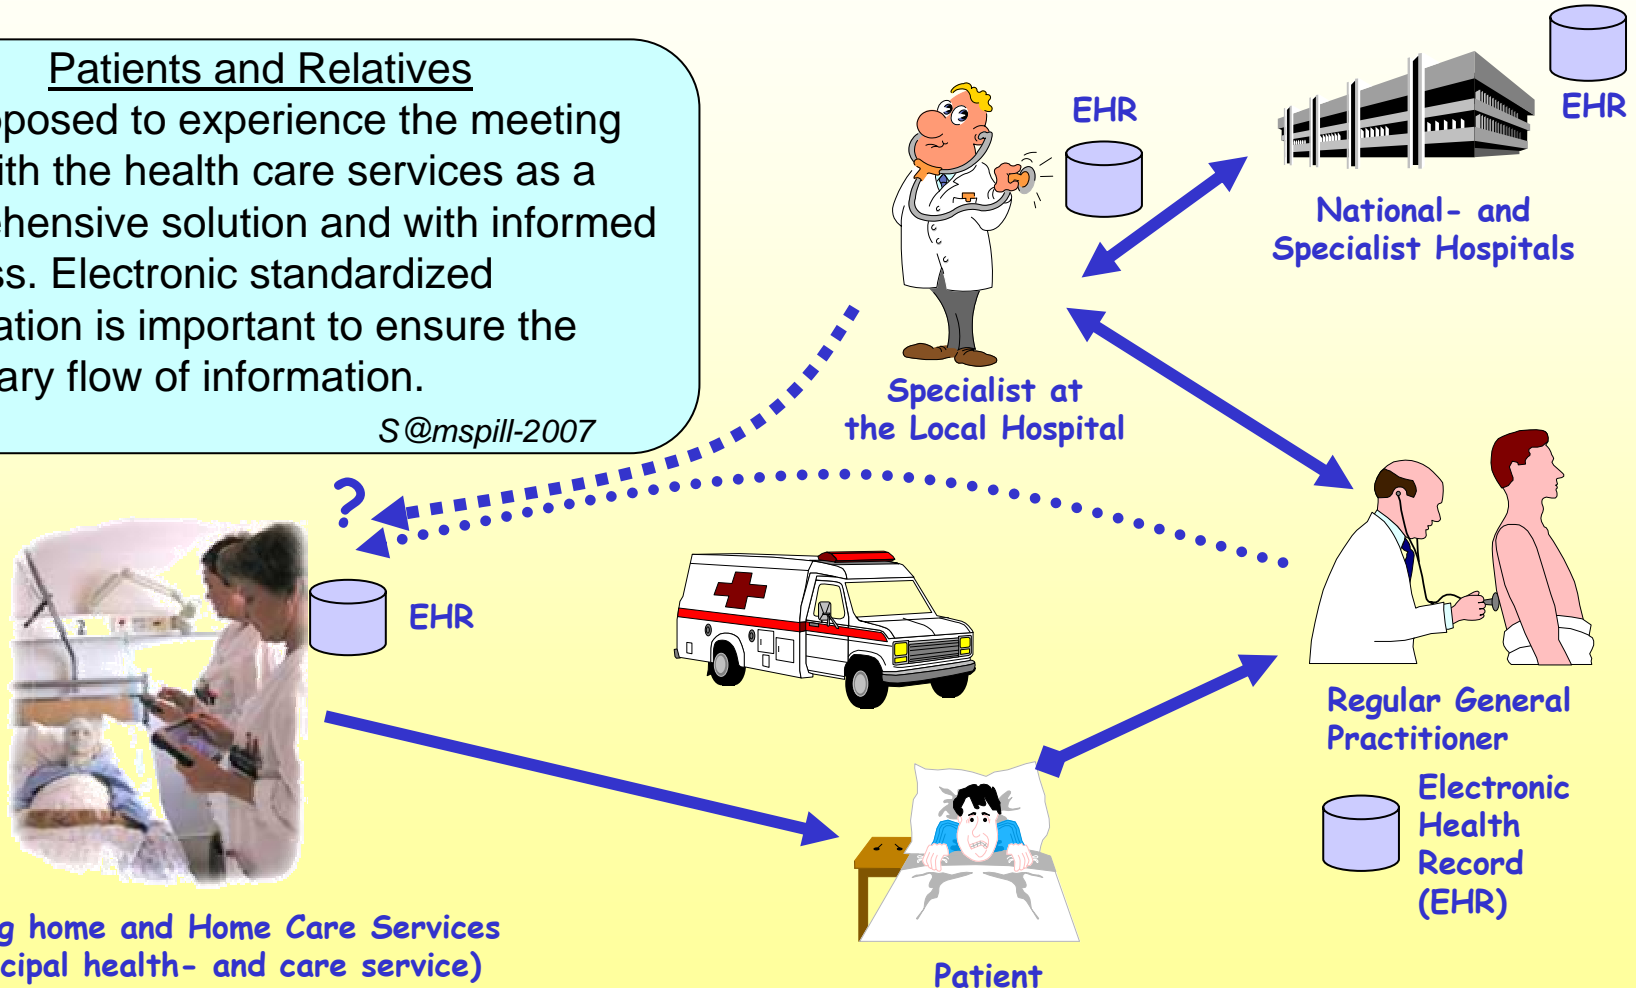 Patients and Relatives
pposed to experience the meeting
ith the health care services as a
ehensive solution and with informed
ss. Electronic standardized
ation is important to ensure the
ary flow of information.
S@mspill-2007
EHR
EHR
National- and
Specialist Hospitals
Specialist at
the Local Hospital
?
EHR
Regular General
Practitioner
Electronic
Health
Record
(EHR)
g home and Home Care Services
cipal health- and care service)
Patient